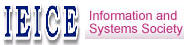 IEICE Information and
Systems Society